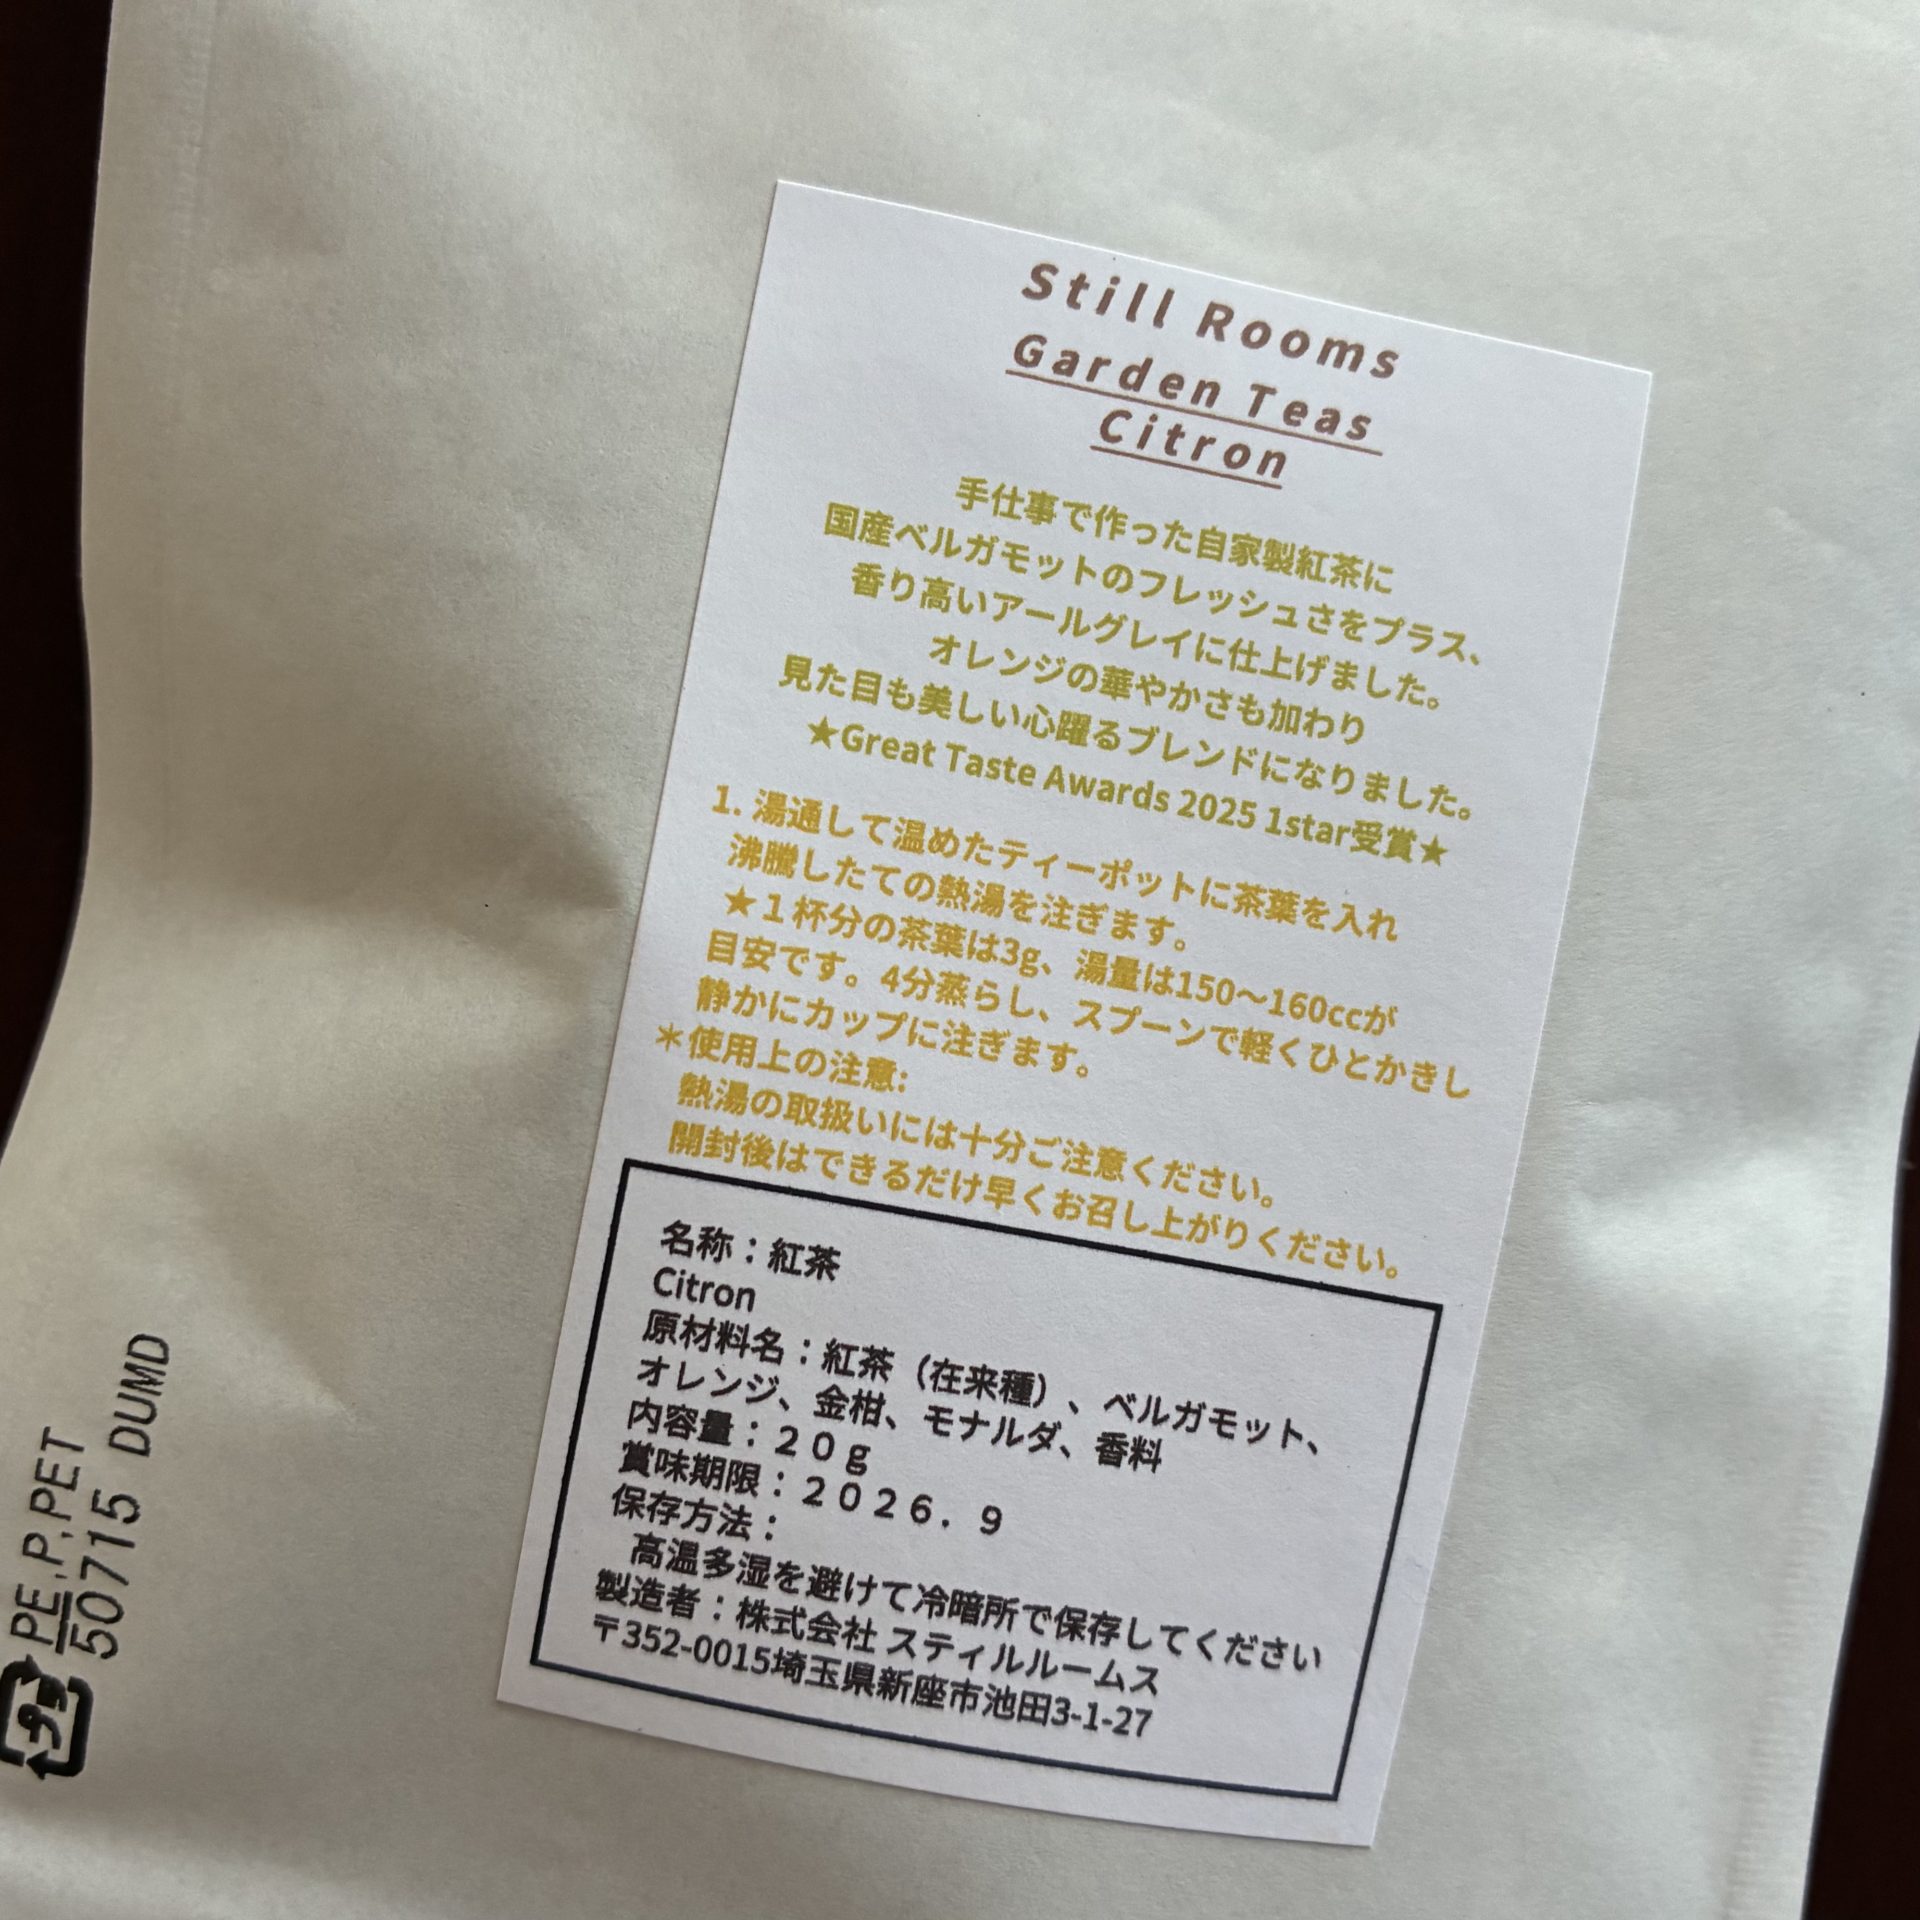 Still Rooms
Garden Teas
Citron
手仕事で作った自家製紅茶に
国産ベルガモットのフレッシュさをプラス、
香り高いアールグレイに仕上げました。
オレンジの華やかさも加わり
見た目も美しい心躍るブレンドになりました。
★Great Taste Awards 2025 1star受賞★
1. 湯通して温めたティーポットに茶葉を入れ
沸騰したての熱湯を注ぎます。
★１杯分の茶葉は3g、湯量は150～160ccが
目安です。4分蒸らし、スプーンで軽くひとかきし
静かにカップに注ぎます。
＊使用上の注意:
熱湯の取扱いには十分ご注意ください。
開封後はできるだけ早くお召し上がりください。
名称：紅茶
Citron
原材料名：紅茶（在来種）、ベルガモット、
オレンジ、金柑、モナルダ、香料
内容量：２０ｇ
賞味期限：２０２６．９
保存方法：
高温多湿を避けて冷暗所で保存してください
製造者：株式会社 スティルルームス
〒352-0015埼玉県新座市池田3-1-27
プラ
PE,P,PET
50715 DUMD